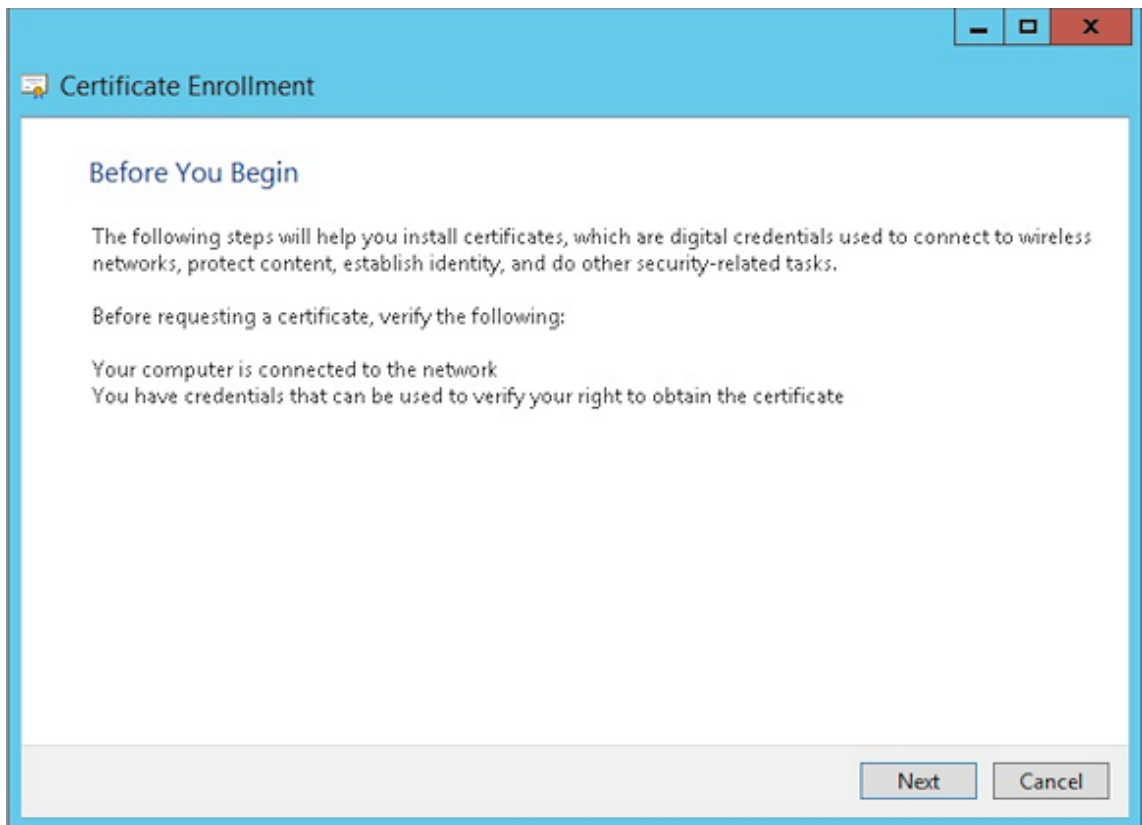 Certificate Enrollment
Before You Begin
The following steps will help you install certificates, which are digital credentials used to connect to wireless
networks, protect content, establish identity, and do other security-related tasks.
Before requesting a certificate, verify the following:
Your computer is connected to the network
You have credentials that can be used to verify your right to obtain the certificate
Next
Cancel